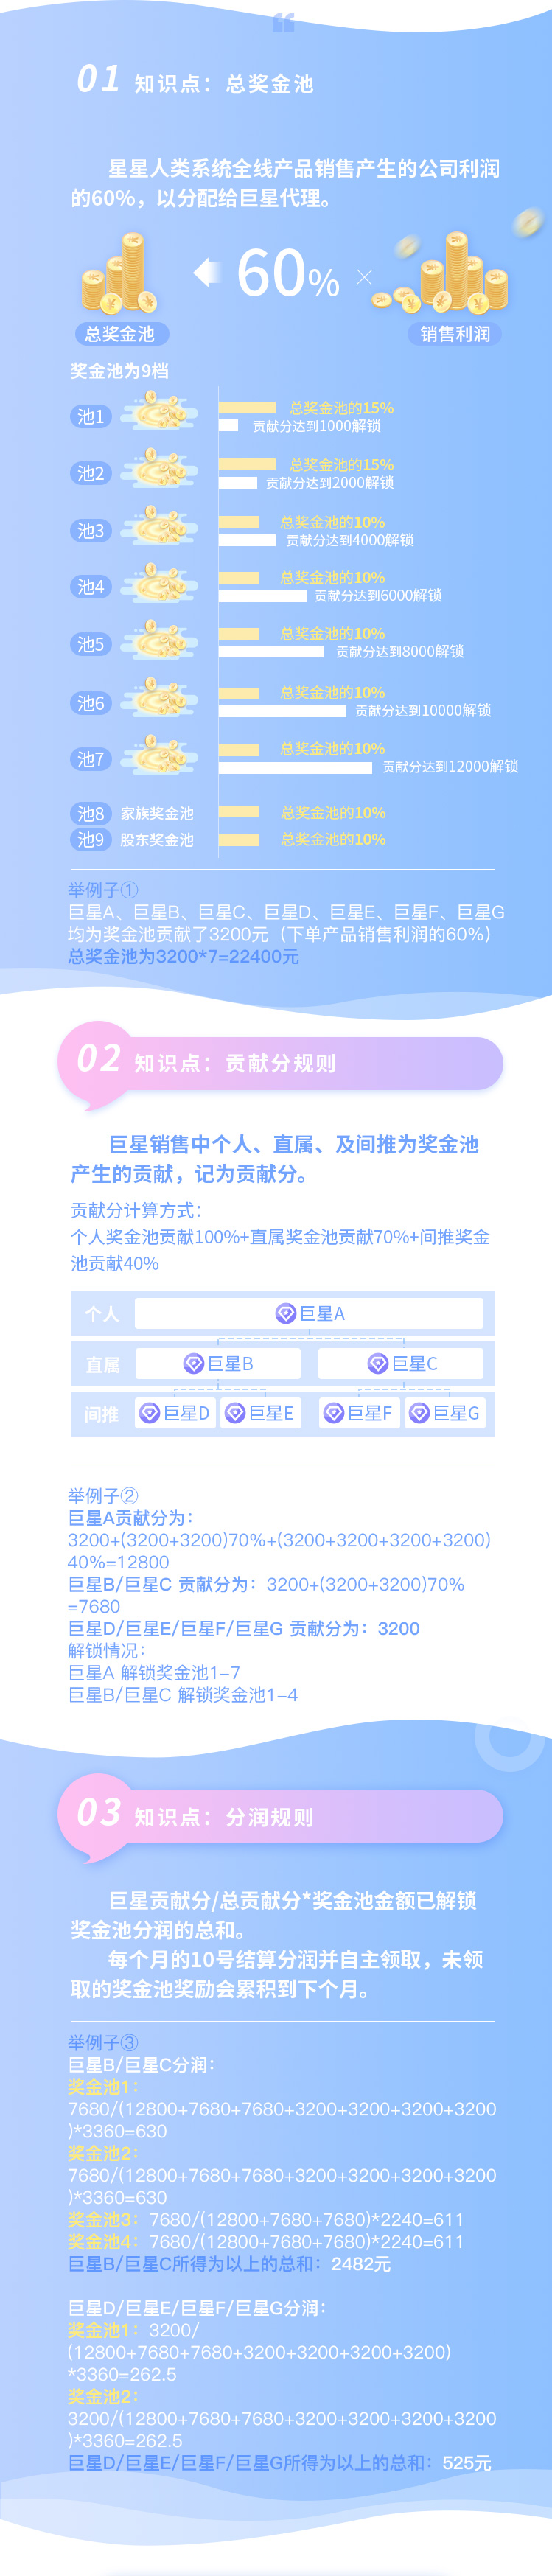 01 知识点：总奖金池
星星人类系统全线产品销售产生的公司利润
的60%，以分配给巨星代理。
60% ×
总奖金池 销售利润
奖金池为9档
池1 总奖金池的15%
贡献分达到1000解锁
池2 总奖金池的15%
贡献分达到2000解锁
池3 总奖金池的10%
贡献分达到4000解锁
池4 总奖金池的10%
贡献分达到6000解锁
池5 总奖金池的10%
贡献分达到8000解锁
池6 总奖金池的10%
贡献分达到10000解锁
池7 总奖金池的10%
贡献分达到12000解锁
池8 家族奖金池 总奖金池的10%
池9 股东奖金池 总奖金池的10%
举例子①
巨星A、巨星B、巨星C、巨星D、巨星E、巨星F、巨星G
均为奖金池贡献了3200元（下单产品销售利润的60%）
总奖金池为3200*7=22400元
02 知识点：贡献分规则
巨星销售中个人、直属、及间推为奖金池
产生的贡献，记为贡献分。
贡献分计算方式：
个人奖金池贡献100%+直属奖金池贡献70%+间推奖金
池贡献40%
个人 巨星A
直属 巨星B 巨星C
间推 巨星D 巨星E 巨星F 巨星G
举例子②
巨星A贡献分为：
3200+(3200+3200)70%+(3200+3200+3200+3200)
40%=12800
巨星B/巨星C 贡献分为：3200+(3200+3200)70%
=7680
巨星D/巨星E/巨星F/巨星G 贡献分为：3200
解锁情况：
巨星A 解锁奖金池1-7
巨星B/巨星C 解锁奖金池1-4
03 知识点：分润规则
巨星贡献分/总贡献分*奖金池金额已解锁
奖金池分润的总和。
每个月的10号结算分润并自主领取，未领
取的奖金池奖励会累积到下个月。
举例子③
巨星B/巨星C分润：
奖金池1：
7680/(12800+7680+7680+3200+3200+3200+3200
)*3360=630
奖金池2：
7680/(12800+7680+7680+3200+3200+3200+3200
)*3360=630
奖金池3：7680/(12800+7680+7680)*2240=611
奖金池4：7680/(12800+7680+7680)*2240=611
巨星B/巨星C所得为以上的总和：2482元
巨星D/巨星E/巨星F/巨星G分润：
奖金池1：3200/
(12800+7680+7680+3200+3200+3200+3200)
*3360=262.5
奖金池2：
3200/(12800+7680+7680+3200+3200+3200+3200
)*3360=262.5
巨星D/巨星E/巨星F/巨星G所得为以上的总和：525元